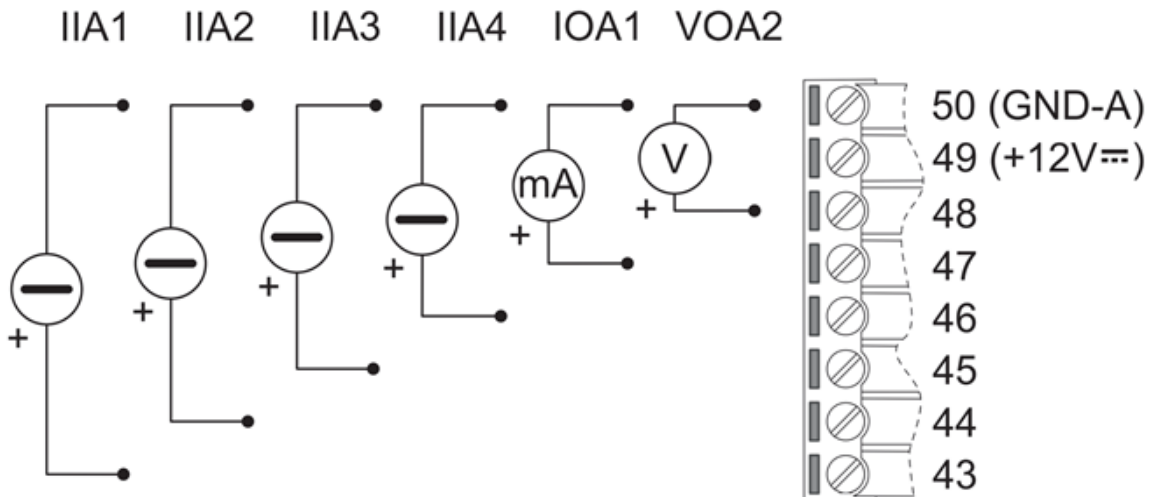 IIA1 IIA2 IIA3 IIA4 IOA1 VOA2
50 (GND-A)
49 (+12V⎓)
48
47
46
45
44
43
mA
V
+
+
+
+
+
+